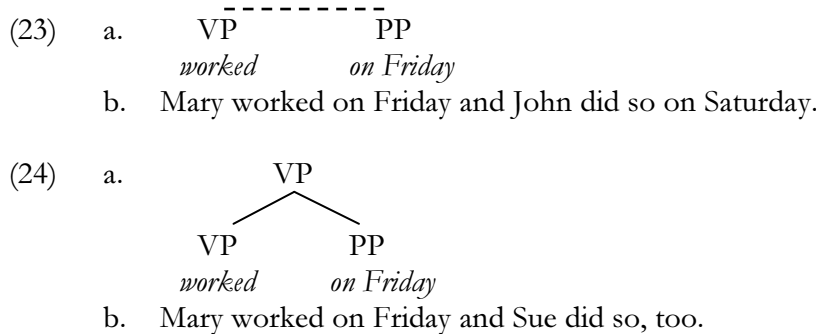 (23) a. VP PP
worked on Friday
b. Mary worked on Friday and John did so on Saturday.
(24) a. VP
VP PP
worked on Friday
b. Mary worked on Friday and Sue did so, too.